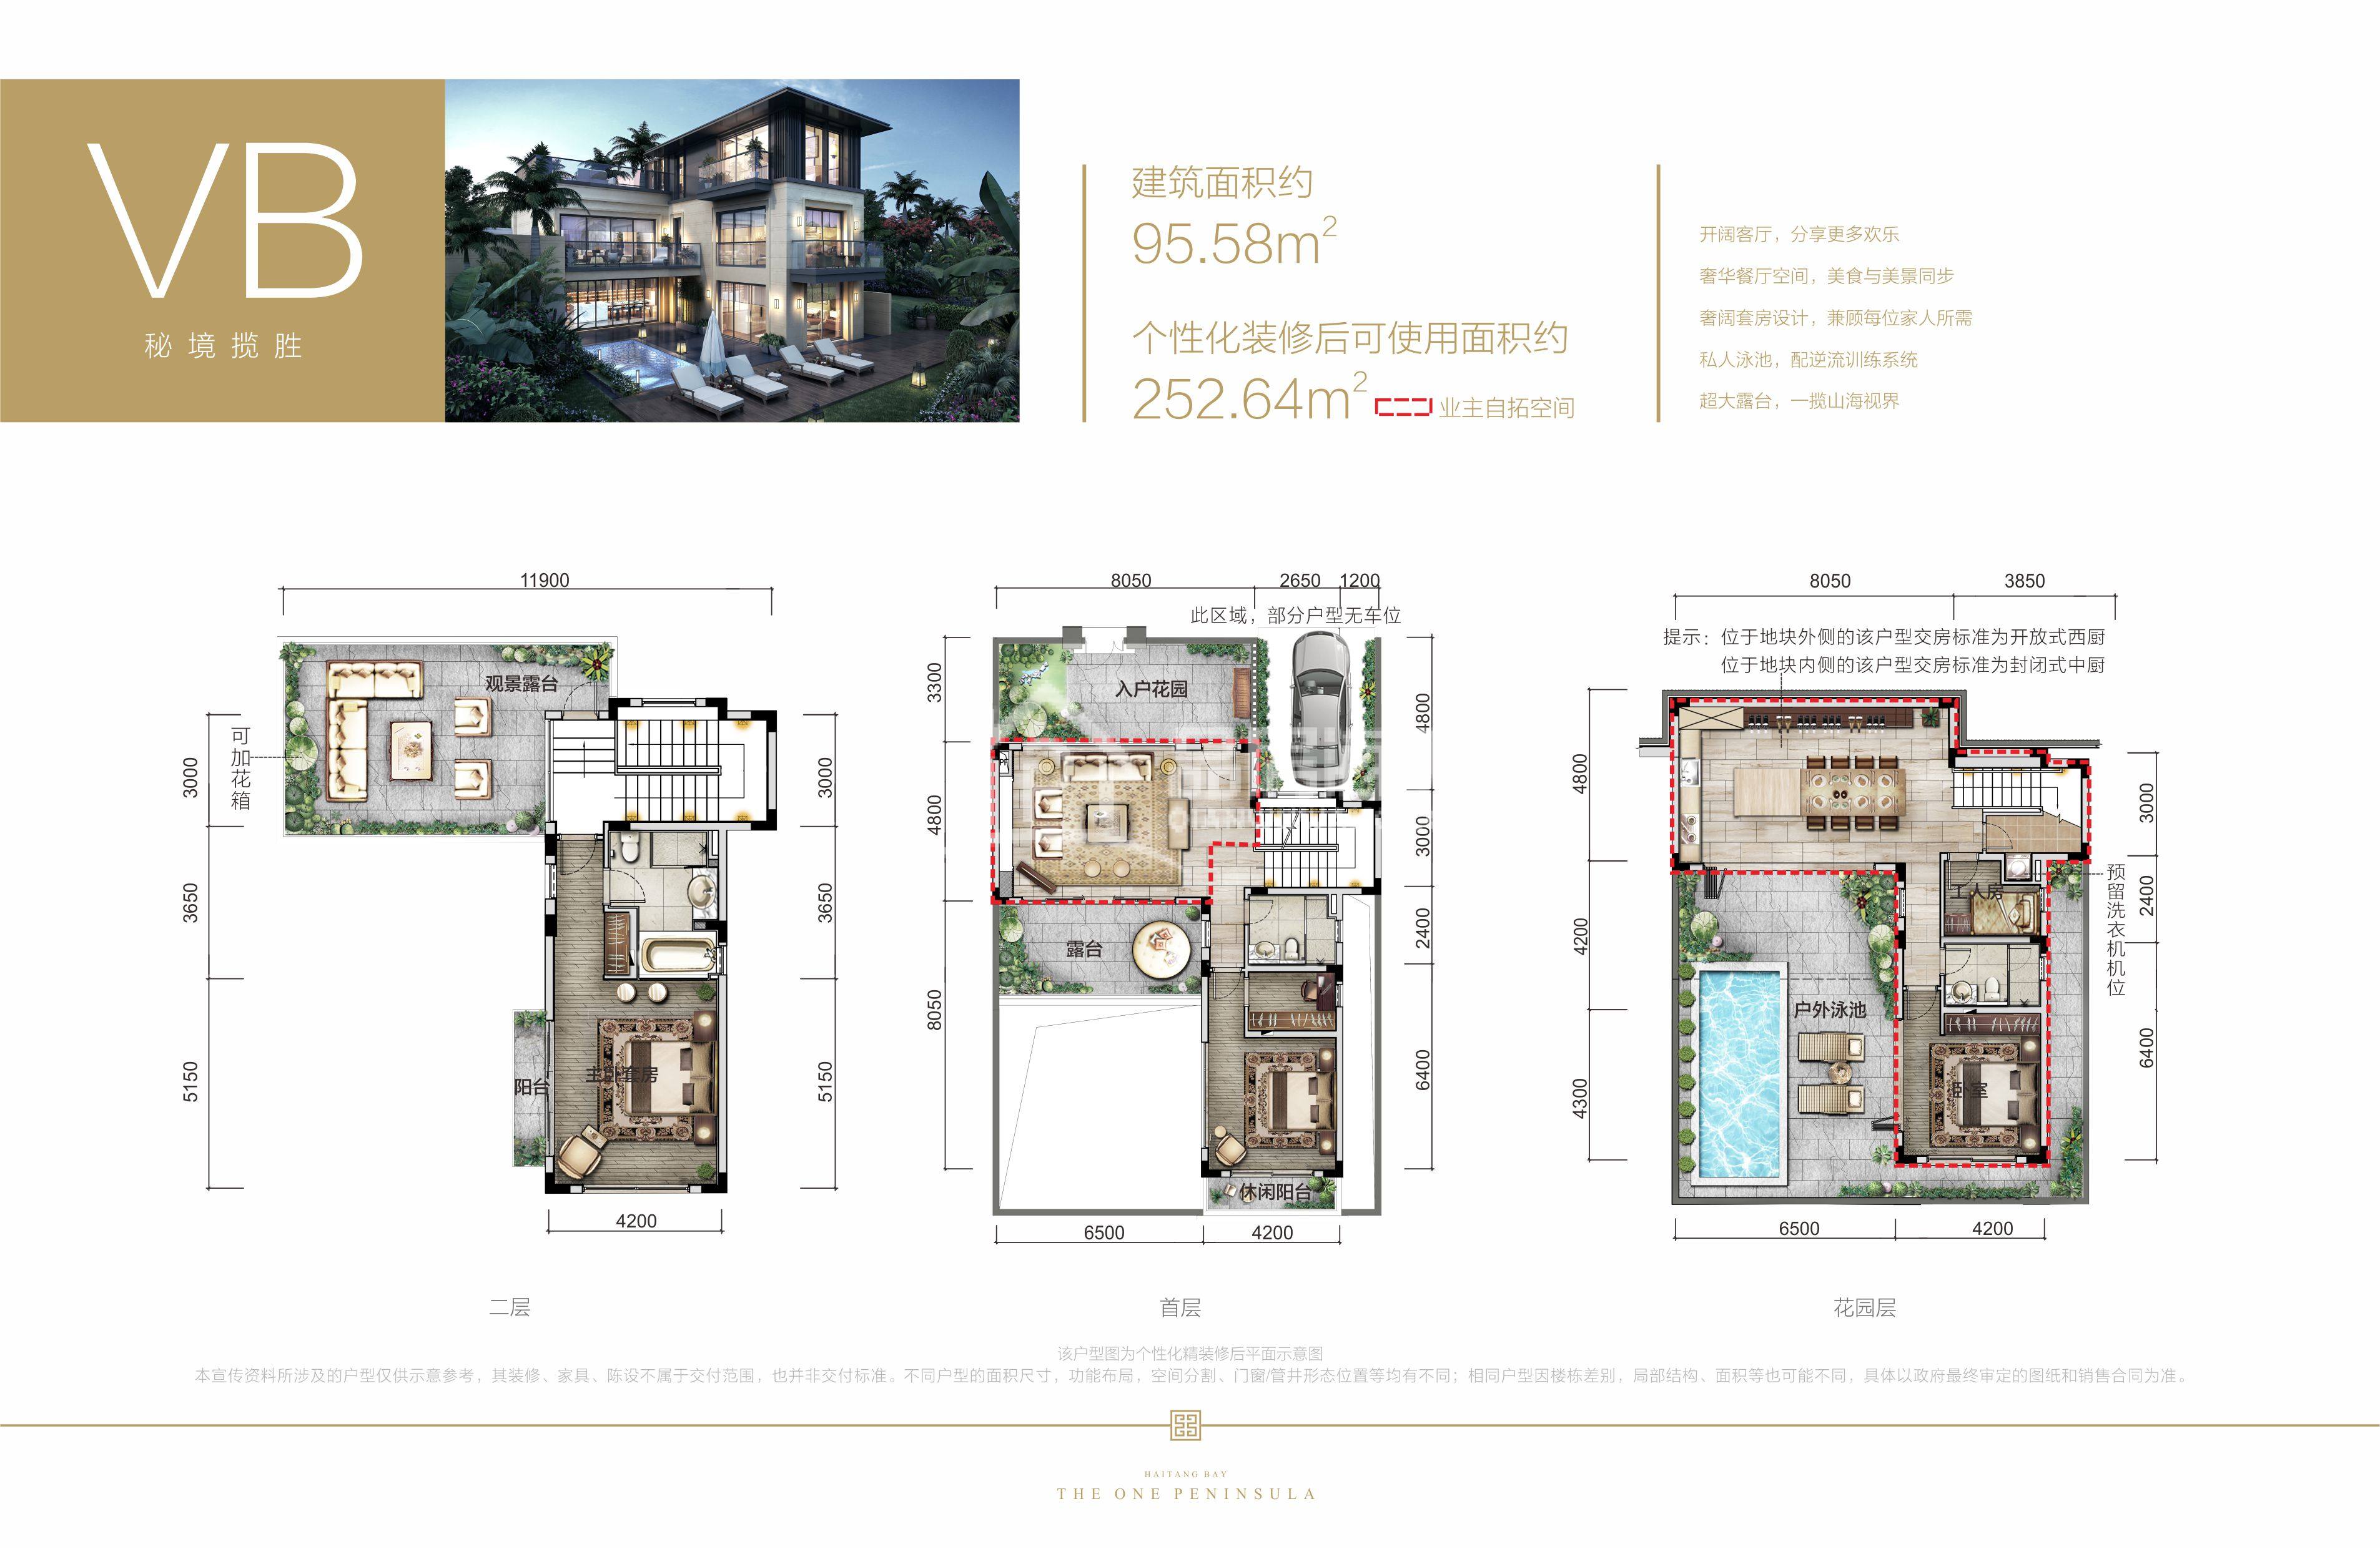 VB
秘境揽胜
建筑面积约
95.58m²
个性化装修后可使用面积约
252.64m²
业主自拓空间
开阔客厅，分享更多欢乐
奢华餐厅空间，美食与美景同步
奢阔套房设计，兼顾每位家人所需
私人泳池，配逆流训练系统
超大露台，一揽山海视界
11900
观景露台
可加花箱
3000
3650
5150
3000
3650
5150
阳台
主卧套房
4200
二层
8050
2650
1200
此区域，部分户型无车位
3300
4800
8050
入户花园
露台
休闲阳台
4800
3000
2400
6400
6500
4200
首层
8050
3850
提示：位于地块外侧的该户型交房标准为开放式西厨
位于地块内侧的该户型交房标准为封闭式中厨
4800
4200
4300
工人房
户外泳池
卧室
3000
2400
6400
预留洗衣机机位
6500
4200
花园层
该户型图为个性化精装修后平面示意图
本宣传资料所涉及的户型仅供示意参考，其装修、家具、陈设不属于交付范围，也并非交付标准。不同户型的面积尺寸，功能布局，空间分割、门窗/管井形态位置等均有不同；相同户型因楼栋差别，局部结构、面积等也可能不同，具体以政府最终审定的图纸和销售合同为准。
HAITANG BAY
THE ONE PENINSULA